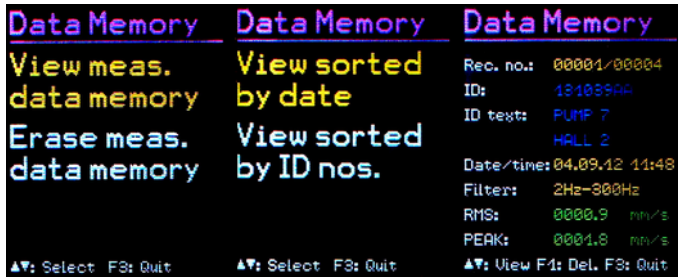 Data Memory
View meas.
data memory
Erase meas.
data memory
▲▼: Select F3: Quit
Data Memory
View sorted
by date
View sorted
by ID nos.
▲▼: Select F3: Quit
Data Memory
Rec. no.: 00001/00004
ID:
ID text: PUMP 7
HALL 2
Date/time: 04.09.12 11:48
Filter: 2Hz-300Hz
RMS: 0000.9 mm/s
PEAK: 0001.8 mm/s
▲▼: View F1: Del. F3: Quit